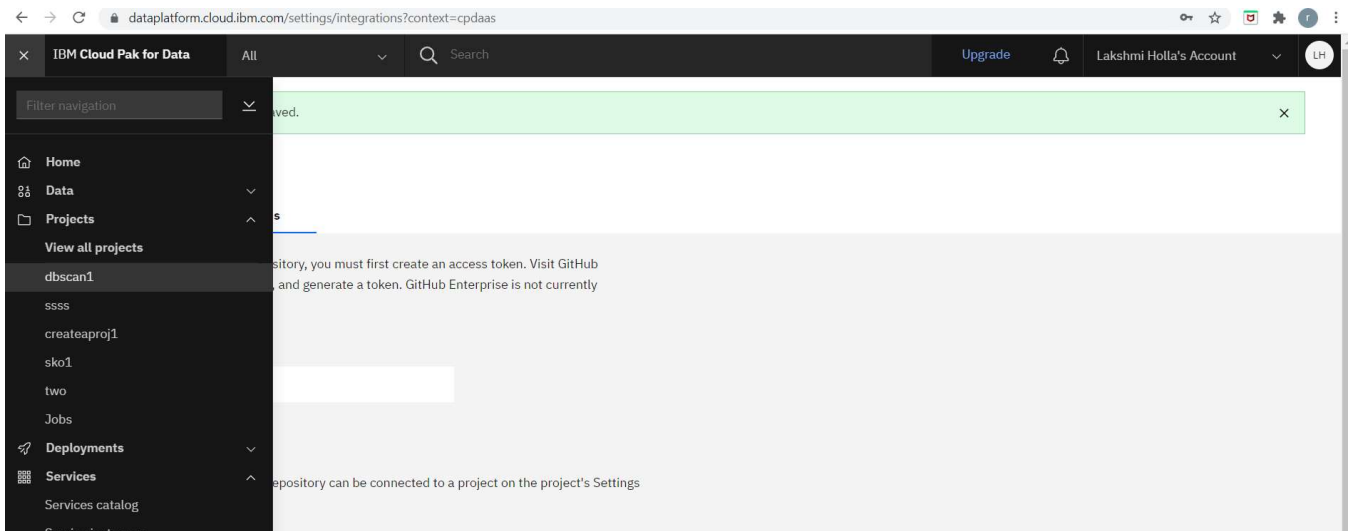 dataplatform.cloud.ibm.com/settings/integrations?context=cpdaas
r
IBM Cloud Pak for Data
All
Search
Upgrade
Lakshmi Holla's Account
LH
Filter navigation
aved.
Home
Data
Projects
s
View all projects
sitory, you must first create an access token. Visit GitHub
dbscan1
, and generate a token. GitHub Enterprise is not currently
ssss
createaproj1
sko1
two
Jobs
Deployments
Services
epository can be connected to a project on the project's Settings
Services catalog